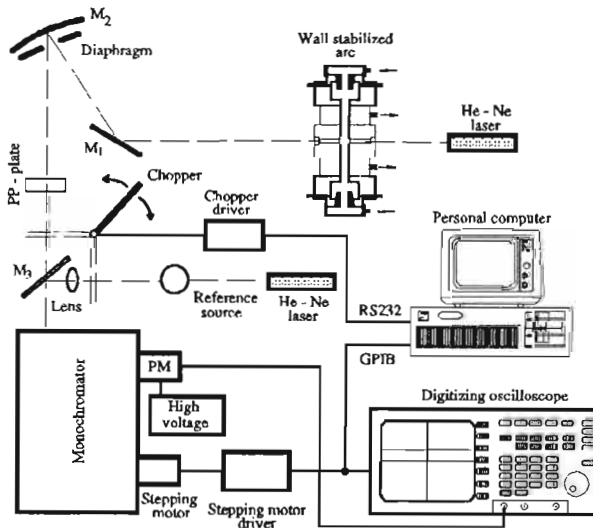 M2
Diaphragm
Wall stabilized
arc
He - Ne
laser
M1
PP - plate
Chopper
Chopper
driver
Personal computer
M3
Lens
Reference
source
He - Ne
laser
RS232
GPIB
Monochromator
PM
High
voltage
Digitizing oscilloscope
Stepping
motor
Stepping motor
driver